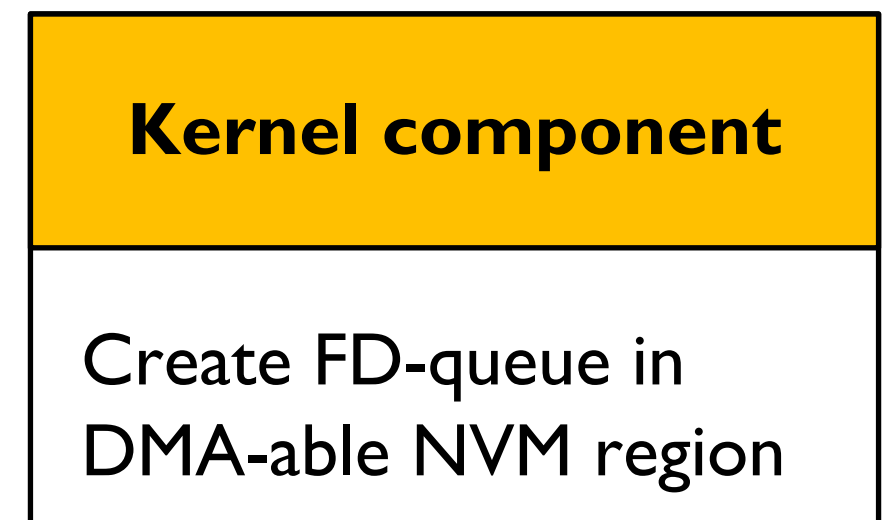 Kernel component
Create FD-queue in
DMA-able NVM region